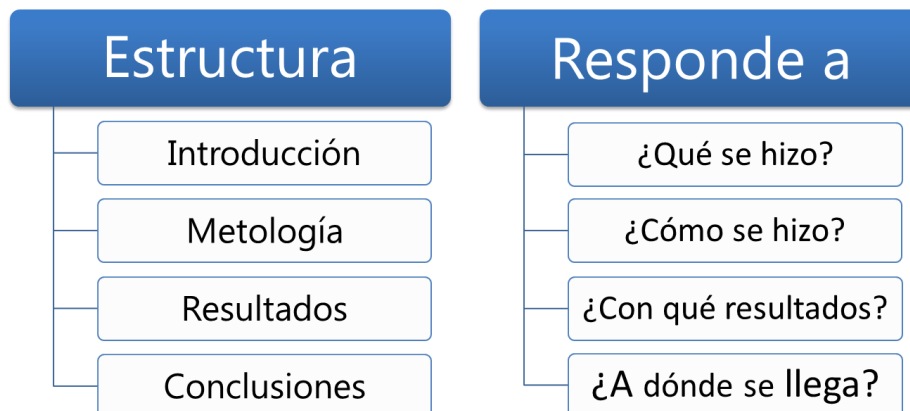 Estructura
Introducción
Metología
Resultados
Conclusiones
Responde a
¿Qué se hizo?
¿Cómo se hizo?
¿Con qué resultados?
¿A dónde se llega?